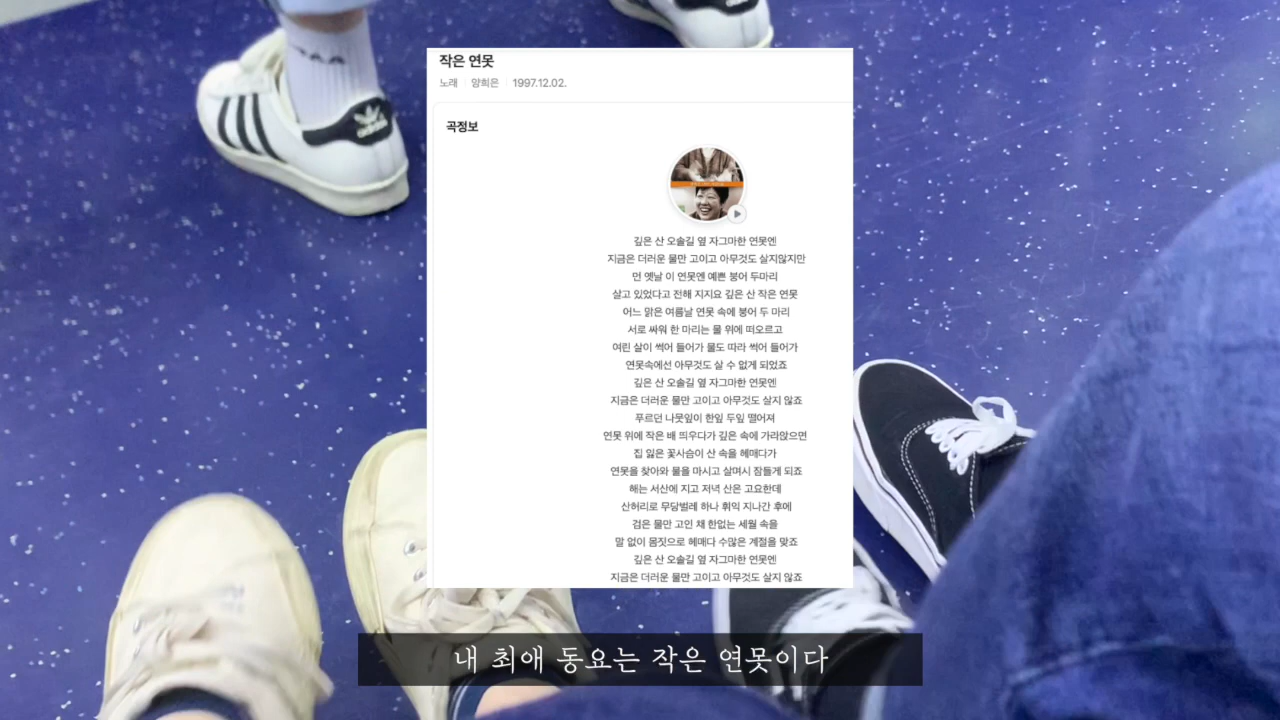 작은 연못
노래 양희은 1997.12.02.
곡정보
깊은 산 오솔길 옆 자그마한 연못엔
지금은 더러운 물만 고이고 아무것도 살지않지만
먼 옛날 이 연못엔 예쁜 붕어 두마리
살고 있었다고 전해 지지요 깊은 산 작은 연못
어느 맑은 여름날 연못 속에 붕어 두 마리
서로 싸워 한 마리는 물 위에 떠오르고
여린 살이 썩어 들어가 물도 따라 썩어 들어가
연못속에선 아무것도 살 수 없게 되었죠
깊은 산 오솔길 옆 자그마한 연못엔
지금은 더러운 물만 고이고 아무것도 살지 않죠
푸르던 나뭇잎이 한잎 두잎 떨어져
연못 위에 작은 배 띄우다가 깊은 속에 가라앉으면
집 잃은 꽃사슴이 산 속을 헤매다가
연못을 찾아와 물을 마시고 살며시 잠들게 되죠
해는 서산에 지고 저녁 산은 고요한데
산허리로 무당벌레 하나 휘익 지나간 후에
검은 물만 고인 채 한없는 세월 속을
말 없이 몸짓으로 헤매다 수많은 계절을 맞죠
깊은 산 오솔길 옆 자그마한 연못엔
지금은 더러운 물만 고이고 아무것도 살지 않죠
내 최애 동요는 작은 연못이다